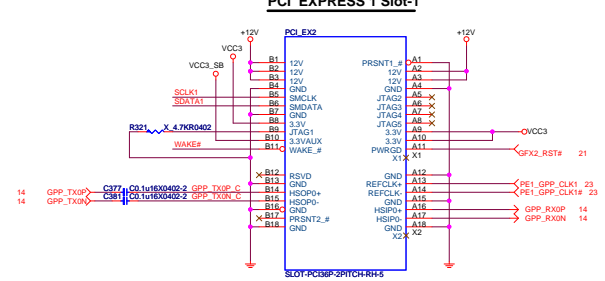 PCI EXPRESS 1 Slot-1
+12V PCI_EX2 +12V
VCC3
VCC3_SB
B1 12V PRSNT1_# A1
B2 12V 12V A2
B3 12V 12V A3
B4 GND GND A4
SCLK1 B5 SMCLK JTAG2 A5
SDATA1 B6 SMDATA JTAG3 A6
B7 GND JTAG4 A7
B8 3.3V JTAG5 A8
R321 X_4.7KR0402 B9 JTAG1 3.3V A9 VCC3
B10 3.3VAUX 3.3V A10
WAKE# B11 WAKE_# PWRGD A11 GFX2_RST# 21
X1 X1
B12 RSVD GND A12
B13 GND REFCLK+ A13 PE1_GPP_CLK1 23
14 GPP_TX0P C377 C0.1u16X0402-2 GPP_TX0P_C B14 HSOP0+ REFCLK- A14 PE1_GPP_CLK1# 23
14 GPP_TX0N C381 C0.1u16X0402-2 GPP_TX0N_C B15 HSOP0- GND A15
B16 GND HSIP0+ A16 GPP_RX0P 14
B17 PRSNT2_# HSIP0- A17 GPP_RX0N 14
B18 GND GND A18
X2 X2
SLOT-PCI36P-2PITCH-RH-5